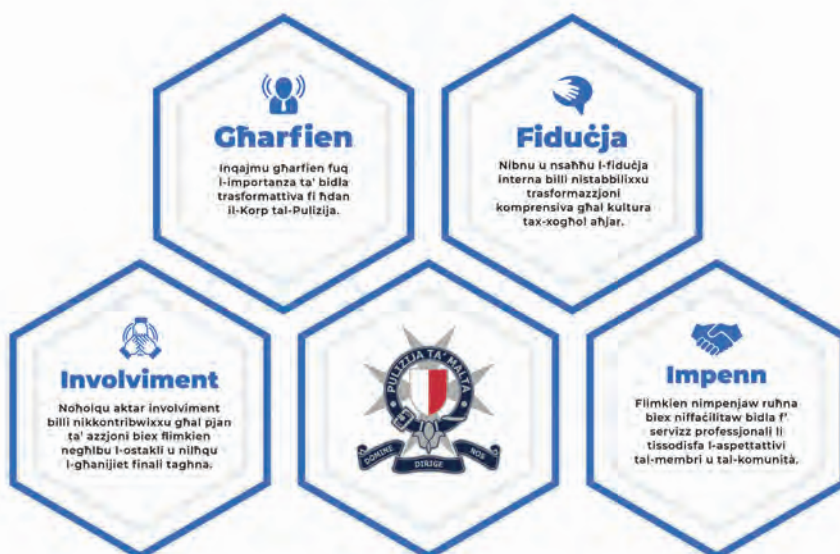 Għarfien
Inqajmu għarfien fuq
l-importanza ta' bidla
trasformattiva fi ħdan
il-Korp tal-Pulizija.
Fiduċja
Nibnu u nsaħħu l-fiduċja
interna billi nistabbilixxu
trasformazzjoni
komprensiva għal kultura
tax-xogħol aħjar.
Involviment
Noħolqu aktar involviment
billi nikkontribwixxu għal pjan
ta' azzjoni biex flimkien
negħlbu l-ostakli u nilħqu
l-għanijiet finali tagħna.
PULIZIJA TA' MALTA
DOMINE DIRIGE NOS
Impenn
Flimkien nimpenjaw ruħna
biex niffaċilitaw bidla f'
servizz professjonali li
tissodisfa l-aspettattivi
tal-membri u tal-komunità.